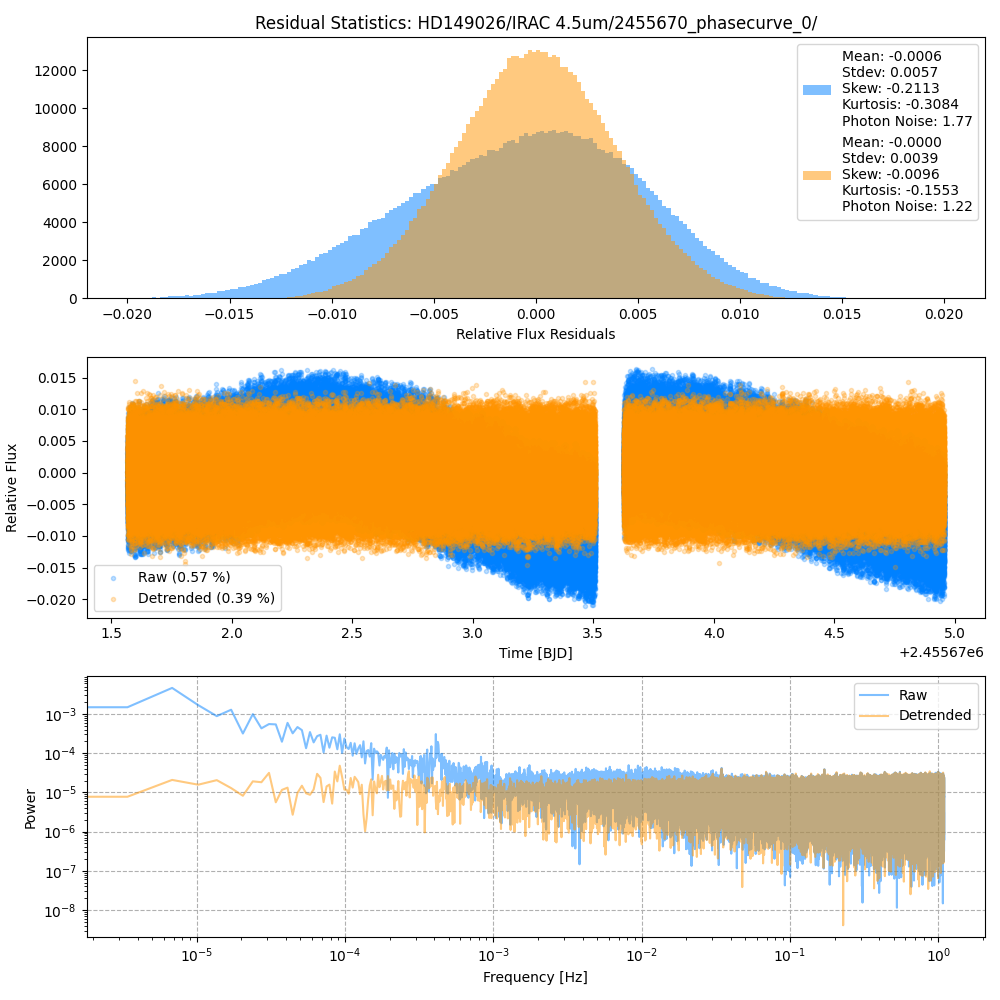 Residual Statistics: HD149026/IRAC 4.5um/2455670_phasecurve_0/
12000
10000
8000
6000
4000
2000
0
Mean: -0.0006
Stdev: 0.0057
Skew: -0.2113
Kurtosis: -0.3084
Photon Noise: 1.77
Mean: -0.0000
Stdev: 0.0039
Skew: -0.0096
Kurtosis: -0.1553
Photon Noise: 1.22
−0.020 −0.015 −0.010 −0.005 0.000 0.005 0.010 0.015 0.020
Relative Flux Residuals
Relative Flux
0.015
0.010
0.005
0.000
−0.005
−0.010
−0.015
−0.020
Raw (0.57 %)
Detrended (0.39 %)
1.5 2.0 2.5 3.0 3.5 4.0 4.5 5.0
Time [BJD]
+2.45567e6
Power
10⁻³
10⁻⁴
10⁻⁵
10⁻⁶
10⁻⁷
10⁻⁸
Raw
Detrended
10⁻⁵ 10⁻⁴ 10⁻³ 10⁻² 10⁻¹ 10⁰
Frequency [Hz]